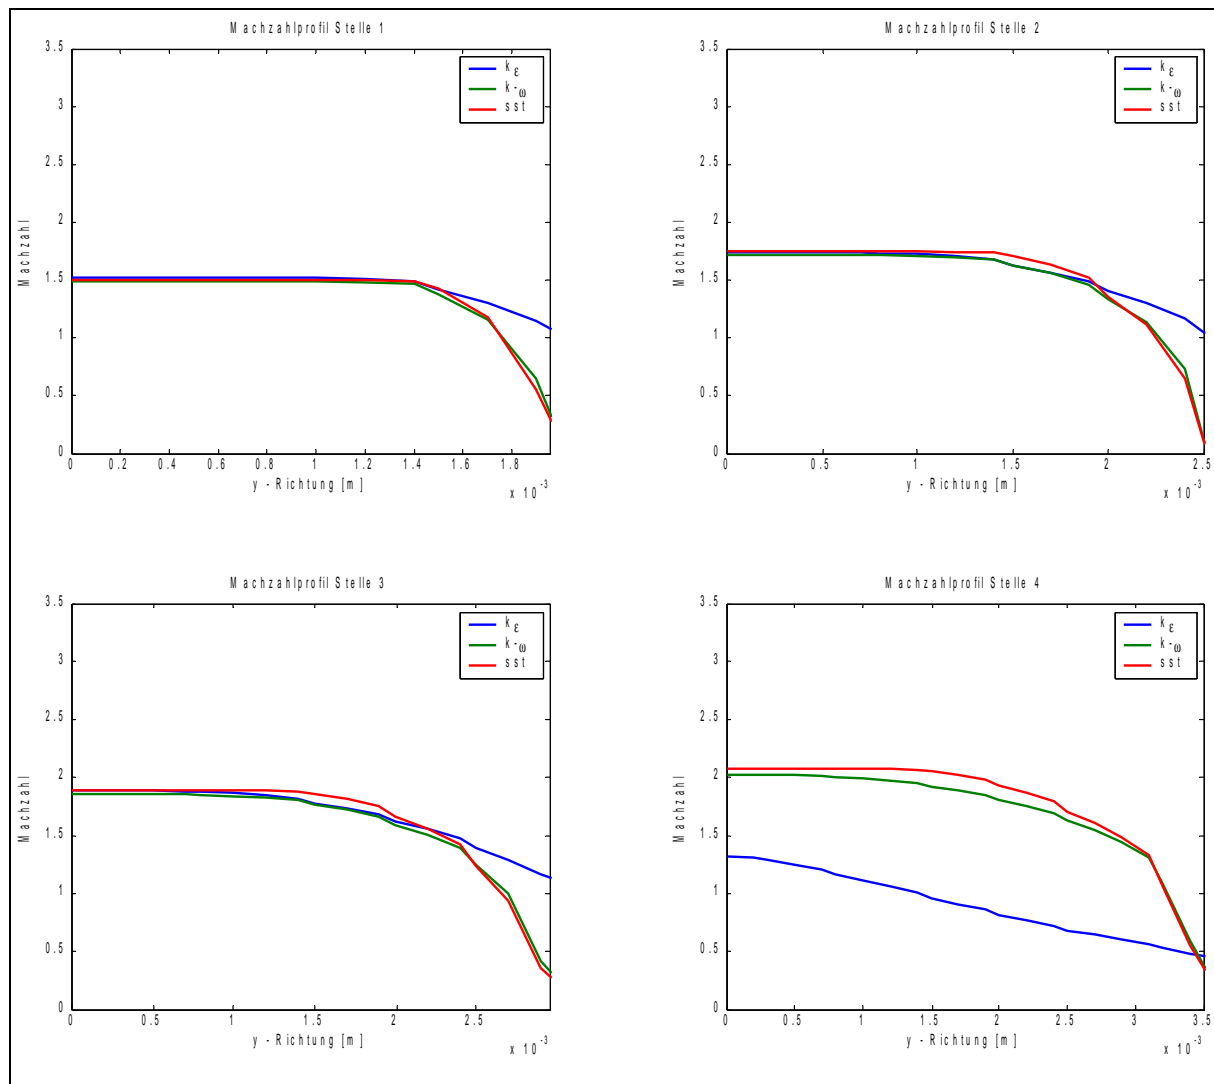 Machzahlprofil Stelle 1
3.5
3
2.5
2
1.5
1
0.5
0
Machzahl
k ε
k-ω
sst
0 0.2 0.4 0.6 0.8 1 1.2 1.4 1.6 1.8
y - Richtung [m]
x 10-3
Machzahlprofil Stelle 2
3.5
3
2.5
2
1.5
1
0.5
0
Machzahl
k ε
k-ω
sst
0 0.5 1 1.5 2 2.5
y - Richtung [m]
x 10-3
Machzahlprofil Stelle 3
3.5
3
2.5
2
1.5
1
0.5
0
Machzahl
k ε
k-ω
sst
0 0.5 1 1.5 2 2.5
y - Richtung [m]
x 10-3
Machzahlprofil Stelle 4
3.5
3
2.5
2
1.5
1
0.5
0
Machzahl
k ε
k-ω
sst
0 0.5 1 1.5 2 2.5 3 3.5
y - Richtung [m]
x 10-3